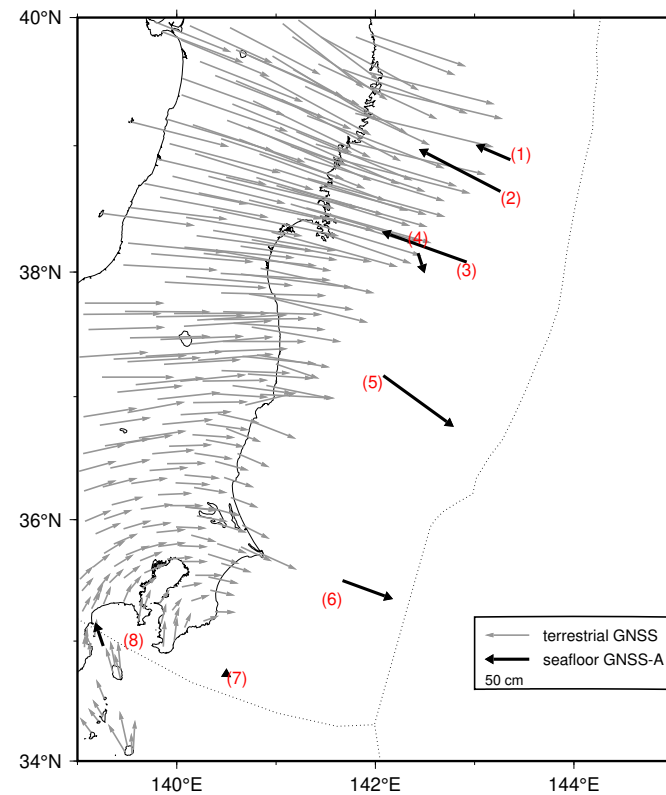 40°N
(1)
(2)
(4)
(3)
38°N
(5)
36°N
(6)
(8)
terrestrial GNSS
seafloor GNSS-A
(7)
50 cm
34°N
140°E 142°E 144°E